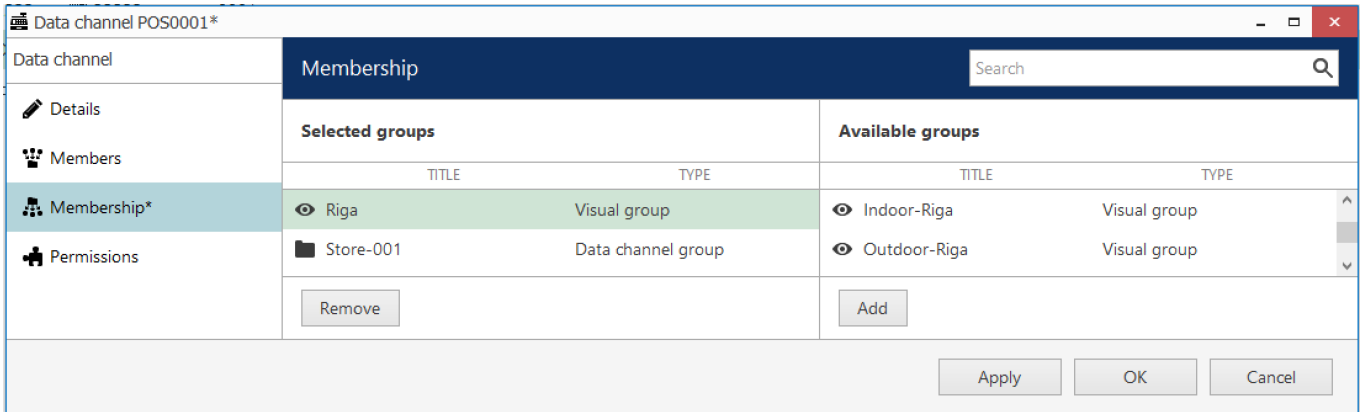 Data channel POS0001*
Data channel
Details
Members
Membership*
Permissions
Membership
Search
Selected groups
TITLE TYPE
Riga Visual group
Store-001 Data channel group
Remove
Available groups
TITLE TYPE
Indoor-Riga Visual group
Outdoor-Riga Visual group
Add
Apply OK Cancel